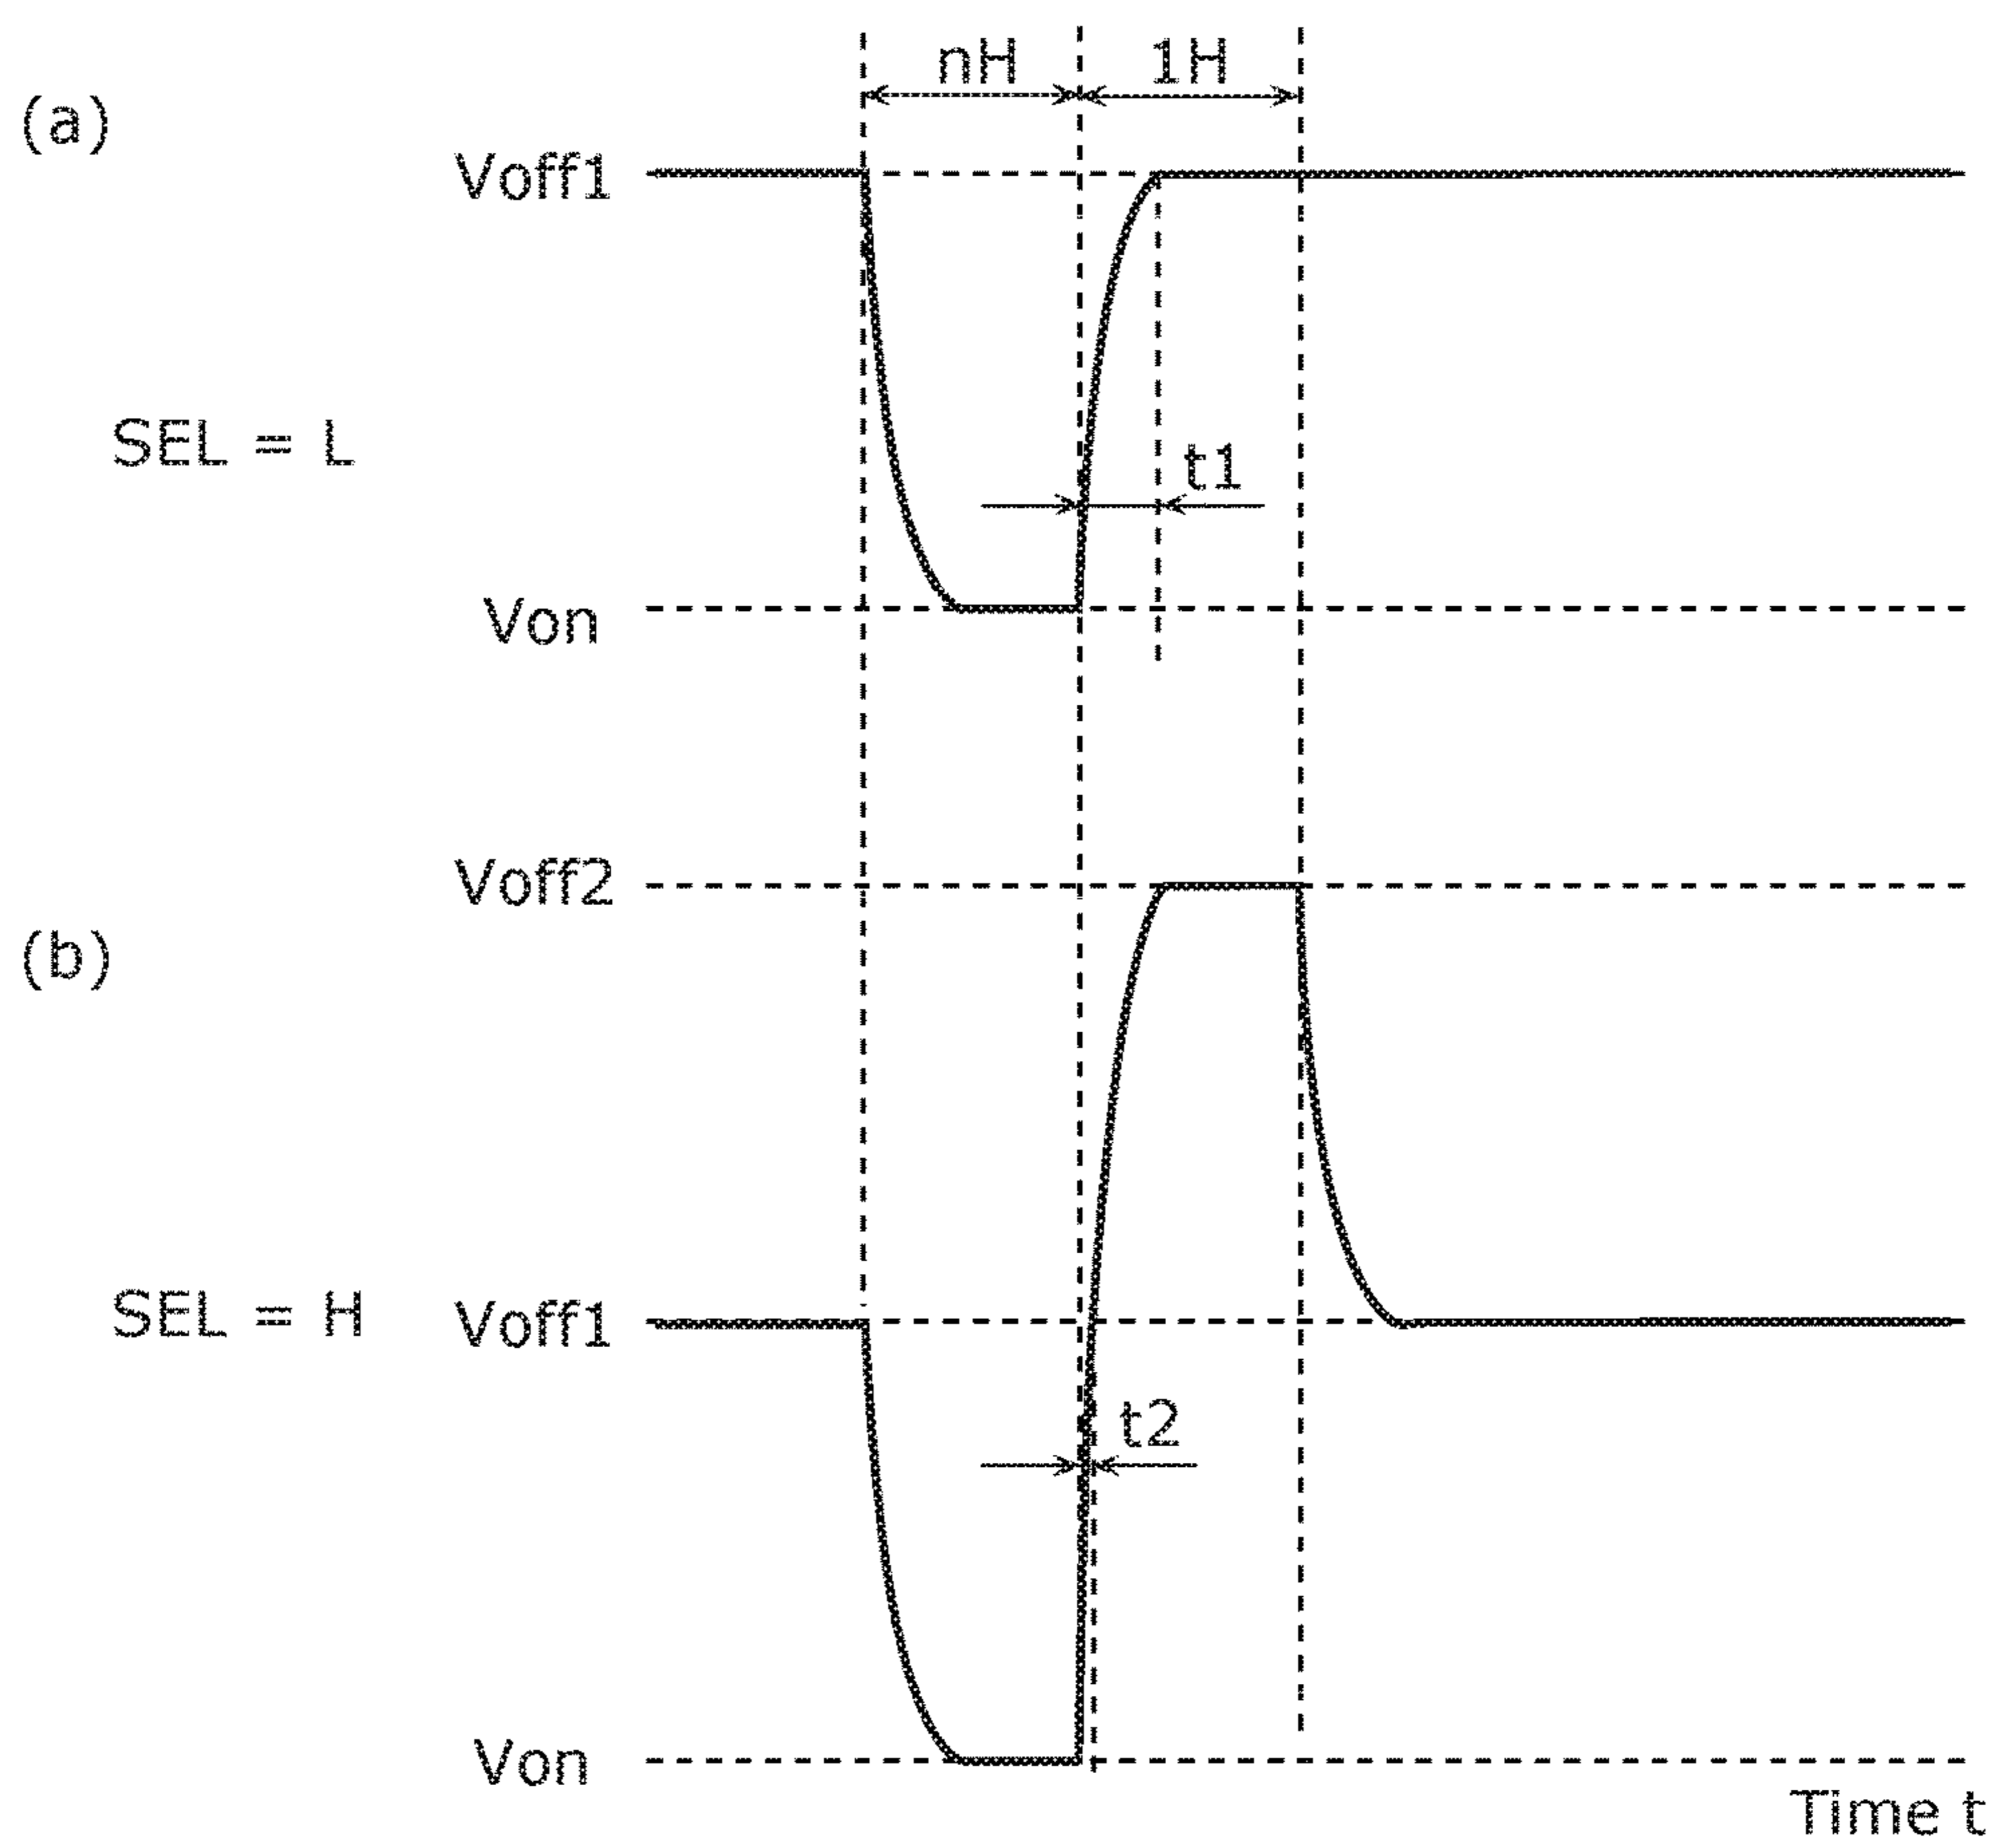 nH
1H
(a)
Voff1
SEL = L
t1
Von
Voff2
(b)
SEL = H
Voff1
t2
Von
Time t